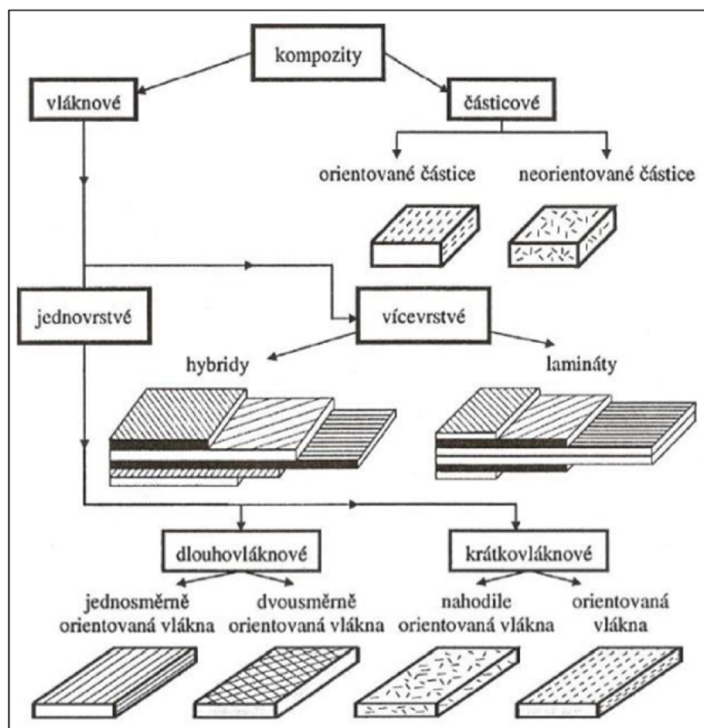 kompozity
vláknové
částicové
orientované částice
neorientované částice
jednovrstvé
vícevrstvé
hybridy
lamináty
dlouhovláknové
krátkovláknové
jednosměrně
orientovaná vlákna
dvousměrně
orientovaná vlákna
nahodile
orientovaná vlákna
orientovaná
vlákna